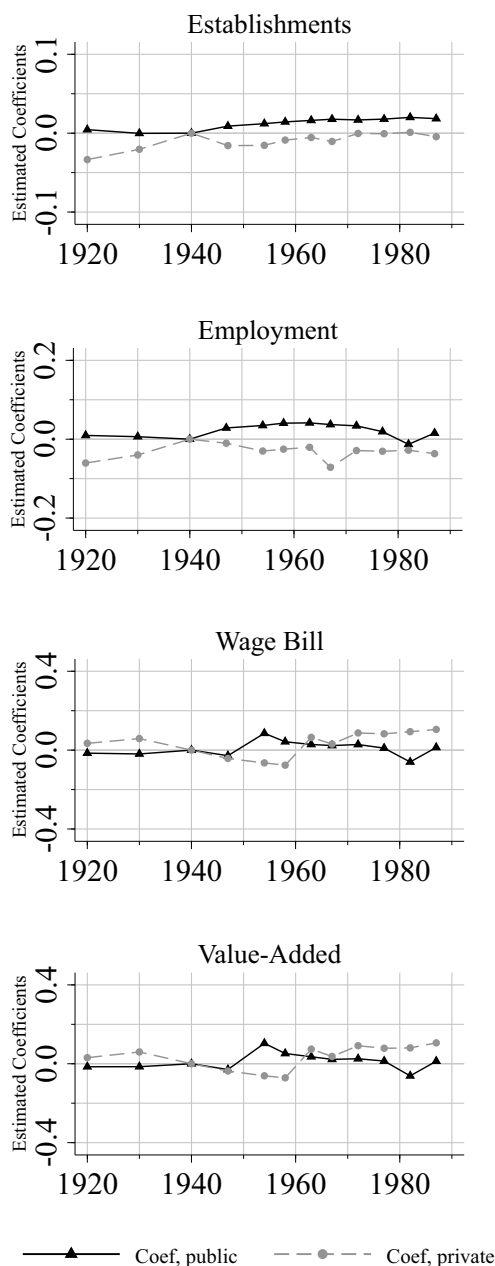 Establishments
Estimated Coefficients
0.1
0.0
-0.1
1920 1940 1960 1980
Employment
Estimated Coefficients
0.2
0.0
-0.2
1920 1940 1960 1980
Wage Bill
Estimated Coefficients
0.4
0.0
-0.4
1920 1940 1960 1980
Value-Added
Estimated Coefficients
0.4
0.0
-0.4
1920 1940 1960 1980
Coef, public Coef, private